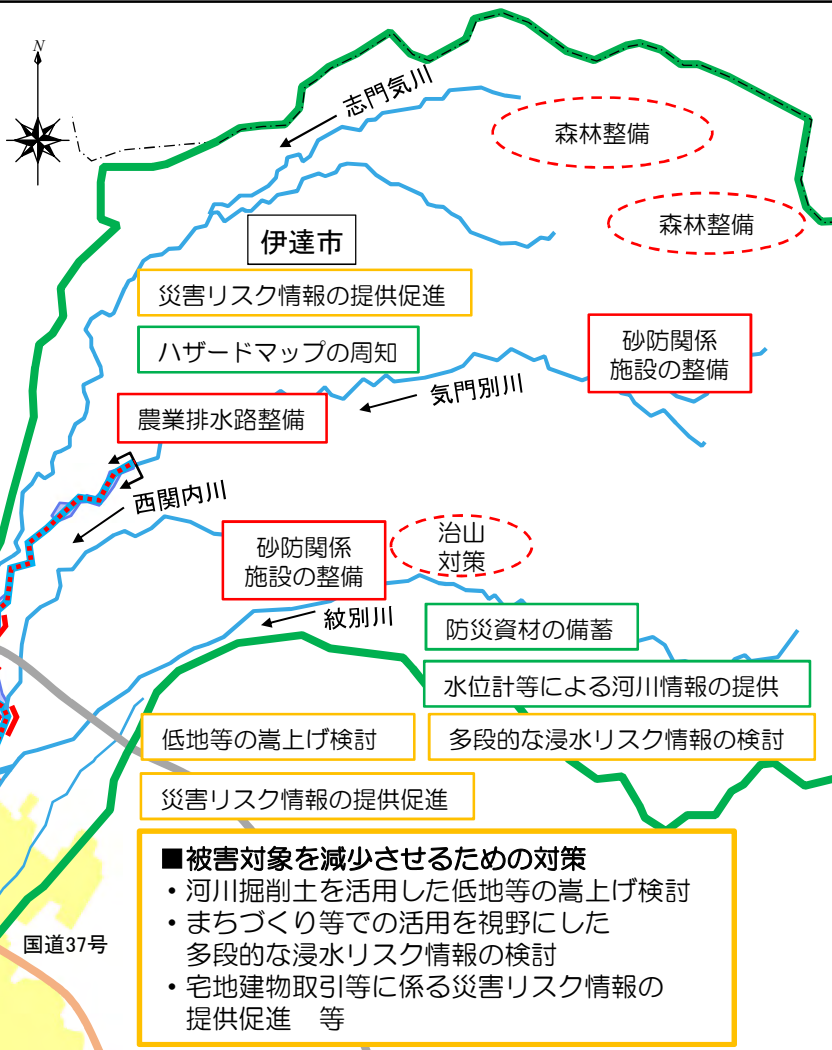 N
志門気川
森林整備
森林整備
伊達市
災害リスク情報の提供促進
ハザードマップの周知
砂防関係
施設の整備
気門別川
農業排水路整備
西関内川
砂防関係
施設の整備
治山
対策
紋別川
防災資材の備蓄
水位計等による河川情報の提供
低地等の嵩上げ検討
多段的な浸水リスク情報の検討
災害リスク情報の提供促進
■被害対象を減少させるための対策
・河川掘削土を活用した低地等の嵩上げ検討
・まちづくり等での活用を視野にした
多段的な浸水リスク情報の検討
・宅地建物取引等に係る災害リスク情報の
提供促進　等
国道37号